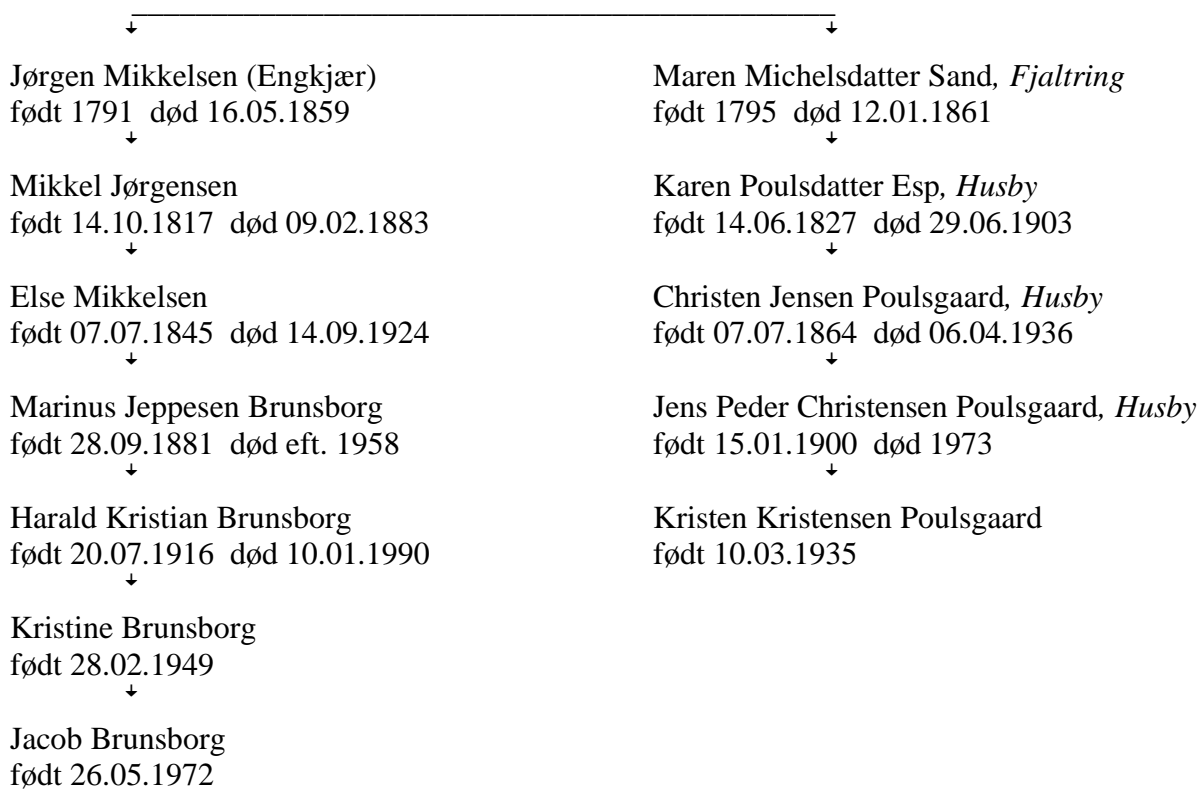 Jørgen Mikkelsen (Engkjær)
født 1791 død 16.05.1859
Mikkel Jørgensen
født 14.10.1817 død 09.02.1883
Else Mikkelsen
født 07.07.1845 død 14.09.1924
Marinus Jeppesen Brunsborg
født 28.09.1881 død eft. 1958
Harald Kristian Brunsborg
født 20.07.1916 død 10.01.1990
Kristine Brunsborg
født 28.02.1949
Jacob Brunsborg
født 26.05.1972
Maren Michelsdatter Sand, Fjaltring
født 1795 død 12.01.1861
Karen Poulsdatter Esp, Husby
født 14.06.1827 død 29.06.1903
Christen Jensen Poulsgaard, Husby
født 07.07.1864 død 06.04.1936
Jens Peder Christensen Poulsgaard, Husby
født 15.01.1900 død 1973
Kristen Kristensen Poulsgaard
født 10.03.1935